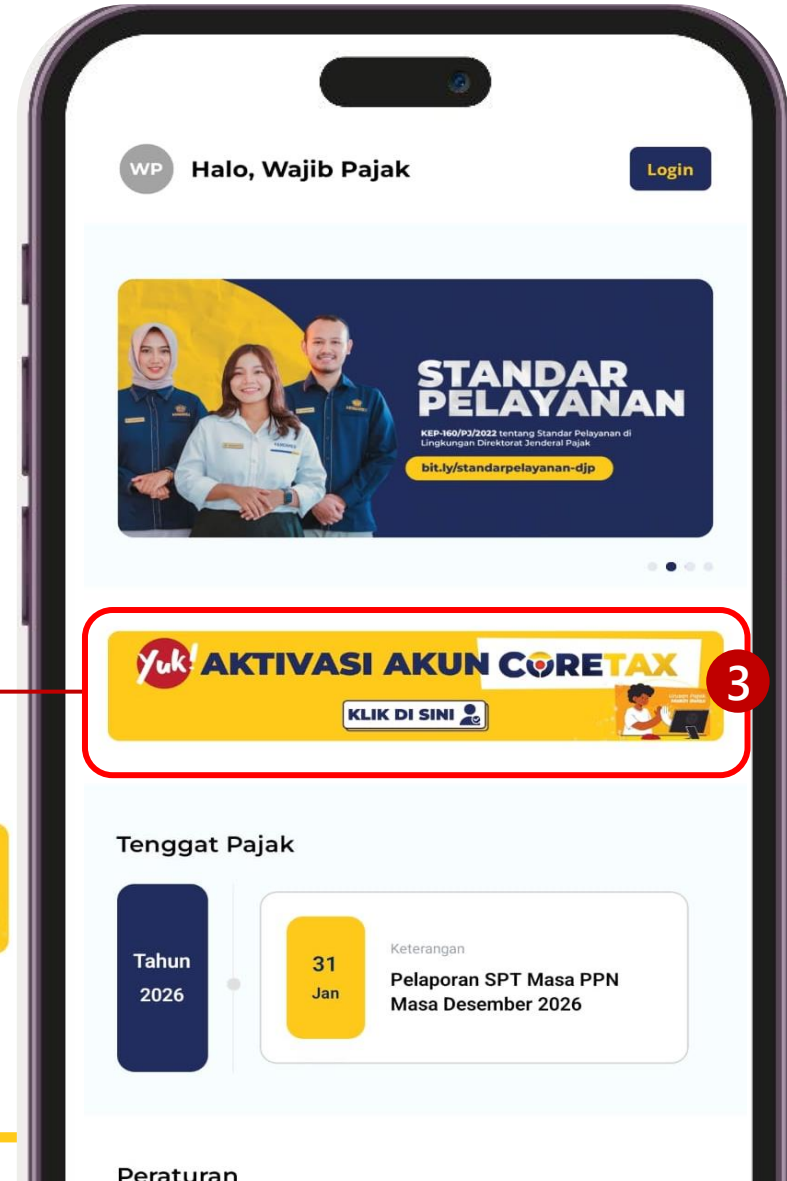 WP
Halo, Wajib Pajak
Login
STANDAR
PELAYANAN
KEP-160/PJ/2022 tentang Standar Pelayanan di
Lingkungan Direktorat Jenderal Pajak
bit.ly/standarpelayanan-djp
Yuk! AKTIVASI AKUN CORETAX
3
KLIK DI SINI
Tenggat Pajak
Tahun
2026
31
Jan
Keterangan
Pelaporan SPT Masa PPN
Masa Desember 2026
Peraturan